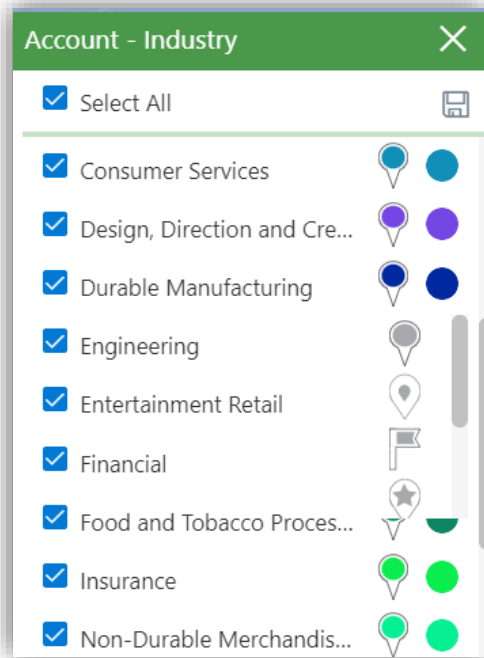 Account - Industry
Select All
Consumer Services
Design, Direction and Cre...
Durable Manufacturing
Engineering
Entertainment Retail
Financial
Food and Tobacco Proces...
Insurance
Non-Durable Merchandis...